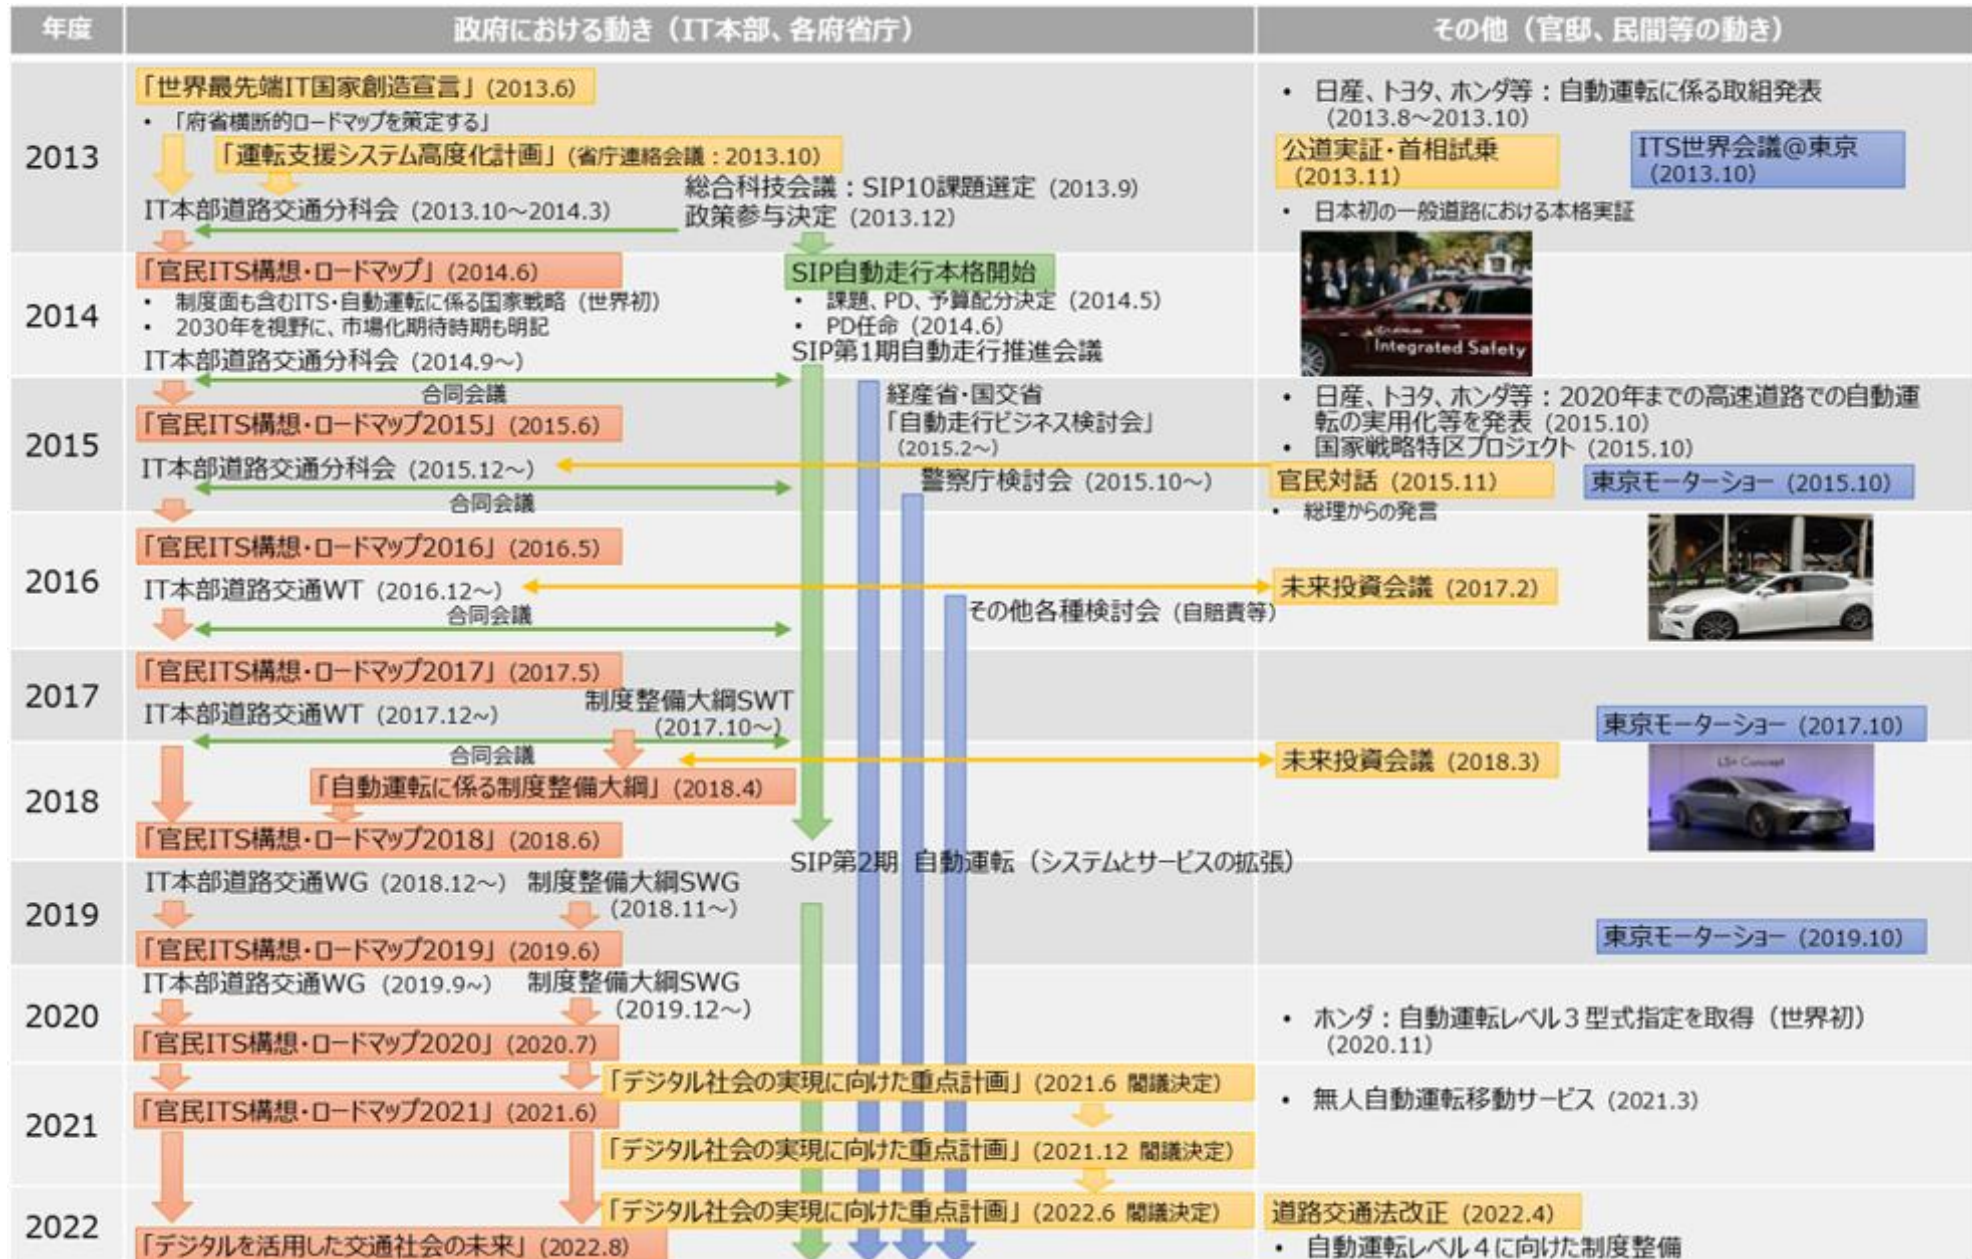 年度
政府における動き（IT本部、各府省庁）
その他（官邸、民間等の動き）
2013
「世界最先端IT国家創造宣言」(2013.6)
・ 「府省横断的ロードマップを策定する」
「運転支援システム高度化計画」(省庁連絡会議：2013.10)
総合科技会議：SIP10課題選定 (2013.9)
政策参与決定 (2013.12)
IT本部道路交通分科会 (2013.10～2014.3)
・ 日産、トヨタ、ホンダ等：自動運転に係る取組発表
(2013.8～2013.10)
公道実証・首相試乗
(2013.11)
ITS世界会議@東京
(2013.10)
・ 日本初の一般道路における本格実証
2014
「官民ITS構想・ロードマップ」(2014.6)
・ 制度面も含むITS・自動運転に係る国家戦略（世界初）
・ 2030年を視野に、市場化期待時期も明記
IT本部道路交通分科会 (2014.9～)
合同会議
SIP自動走行本格開始
・ 課題、PD、予算配分決定 (2014.5)
・ PD任命 (2014.6)
SIP第1期自動走行推進会議
Integrated Safety
2015
「官民ITS構想・ロードマップ2015」(2015.6)
IT本部道路交通分科会 (2015.12～)
合同会議
経産省・国交省
「自動走行ビジネス検討会」
(2015.2～)
警察庁検討会 (2015.10～)
・ 日産、トヨタ、ホンダ等：2020年までの高速道路での自動運
転の実用化等を発表 (2015.10)
・ 国家戦略特区プロジェクト (2015.10)
官民対話 (2015.11)
東京モーターショー (2015.10)
・ 総理からの発言
2016
「官民ITS構想・ロードマップ2016」(2016.5)
IT本部道路交通WT (2016.12～)
合同会議
その他各種検討会 (自賠責等)
未来投資会議 (2017.2)
2017
「官民ITS構想・ロードマップ2017」(2017.5)
IT本部道路交通WT (2017.12~)
制度整備大綱SWT
(2017.10～)
合同会議
東京モーターショー (2017.10)
2018
「自動運転に係る制度整備大綱」(2018.4)
「官民ITS構想・ロードマップ2018」(2018.6)
SIP第2期 自動運転（システムとサービスの拡張）
未来投資会議 (2018.3)
LS+ Concept
2019
IT本部道路交通WG (2018.12～)
制度整備大綱SWG
(2018.11～)
「官民ITS構想・ロードマップ2019」(2019.6)
東京モーターショー (2019.10)
2020
IT本部道路交通WG (2019.9~)
制度整備大綱SWG
(2019.12～)
「官民ITS構想・ロードマップ2020」(2020.7)
・ ホンダ：自動運転レベル３型式指定を取得（世界初）
(2020.11)
2021
「デジタル社会の実現に向けた重点計画」(2021.6 閣議決定)
「官民ITS構想・ロードマップ2021」(2021.6)
「デジタル社会の実現に向けた重点計画」(2021.12 閣議決定)
・ 無人自動運転移動サービス (2021.3)
2022
「デジタル社会の実現に向けた重点計画」(2022.6 閣議決定)
「デジタルを活用した交通社会の未来」(2022.8)
道路交通法改正 (2022.4)
・ 自動運転レベル４に向けた制度整備